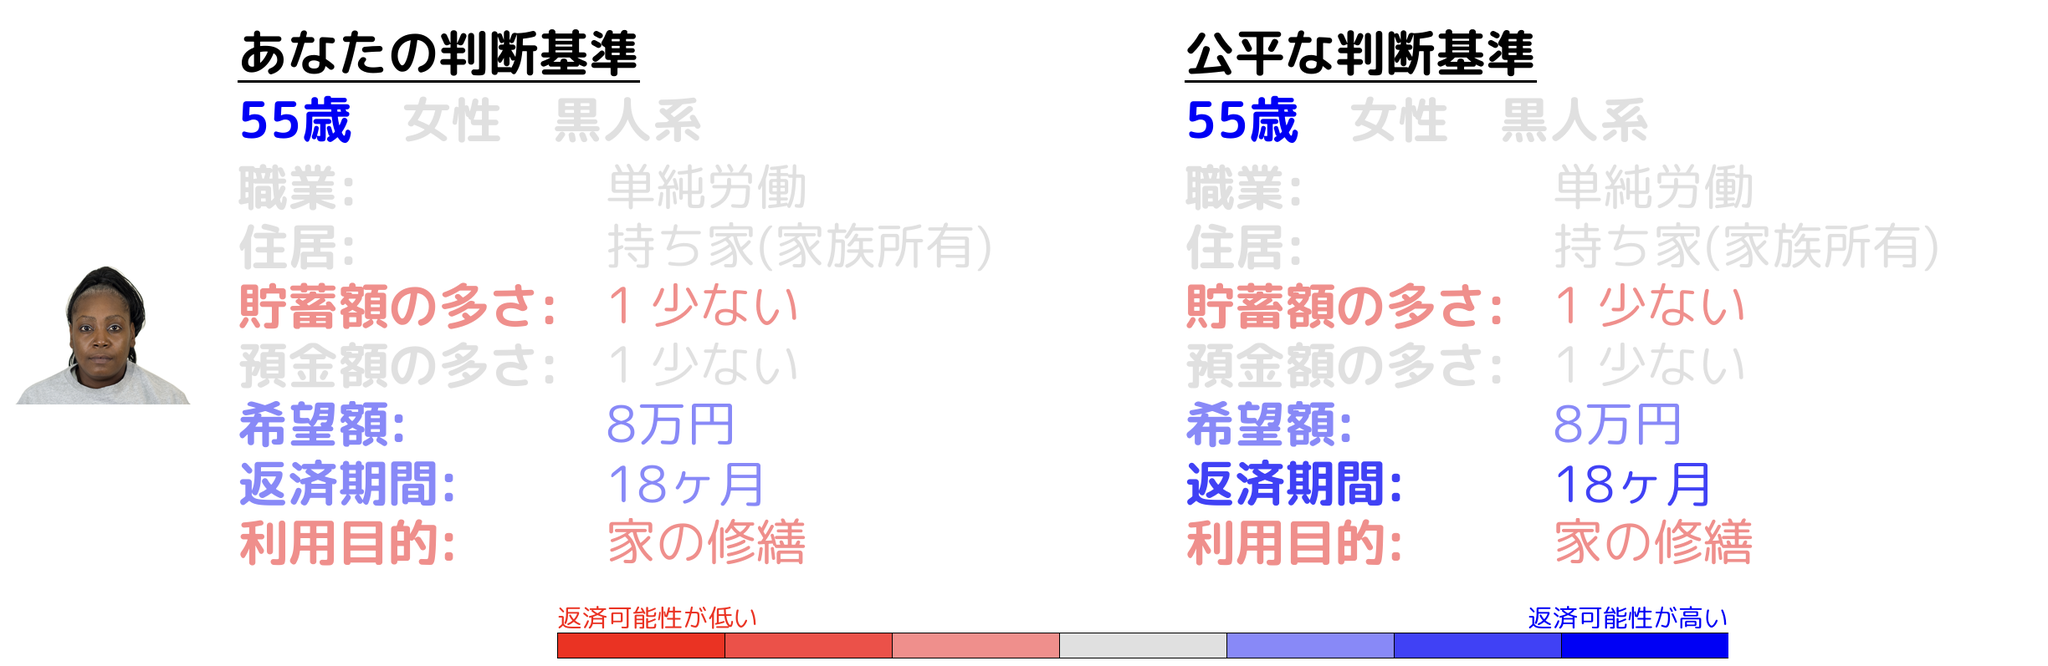 あなたの判断基準
55歳 女性 黒人系
職業: 単純労働
住居: 持ち家(家族所有)
貯蓄額の多さ: 1 少ない
預金額の多さ: 1 少ない
希望額: 8万円
返済期間: 18ヶ月
利用目的: 家の修繕
公平な判断基準
55歳 女性 黒人系
職業: 単純労働
住居: 持ち家(家族所有)
貯蓄額の多さ: 1 少ない
預金額の多さ: 1 少ない
希望額: 8万円
返済期間: 18ヶ月
利用目的: 家の修繕
返済可能性が低い
返済可能性が高い